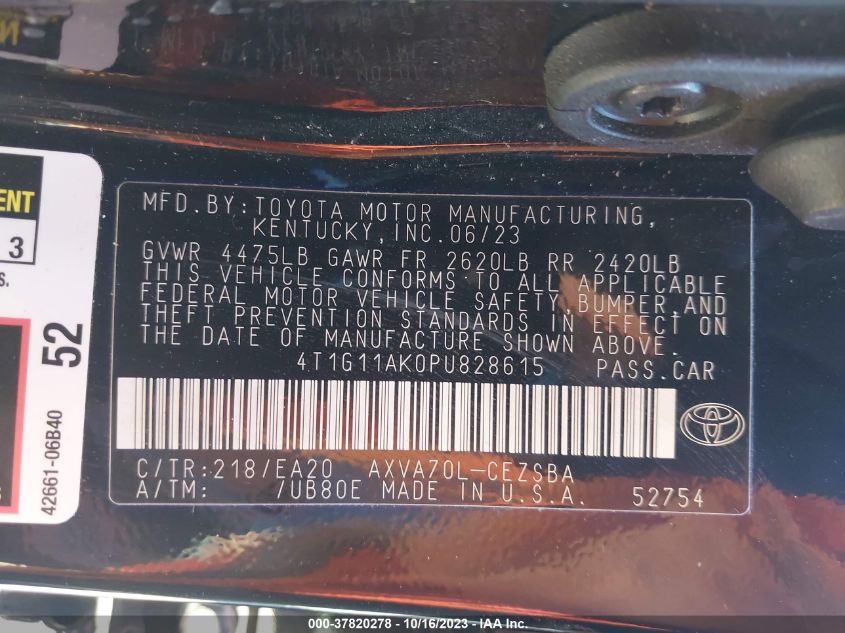 ENT
3
S.
52
42661-06B40
MFD.BY:TOYOTA MOTOR MANUFACTURING,
KENTUCKY,INC.06/23
GVWR 4475LB GAWR FR 2620LB RR 2420LB
THIS VEHICLE CONFORMS TO ALL APPLICABLE
FEDERAL MOTOR VEHICLE SAFETY,BUMPER,AND
THEFT PREVENTION STANDARDS IN EFFECT ON
THE DATE OF MANUFACTURE SHOWN ABOVE.
4T1G11AK0PU828615 PASS.CAR
C/TR:218/EA20 AXVA70L-CEZSBA
A/TM: 7UB80E MADE IN U.S.A. 52754
000-37820278 - 10/16/2023 - IAA Inc.